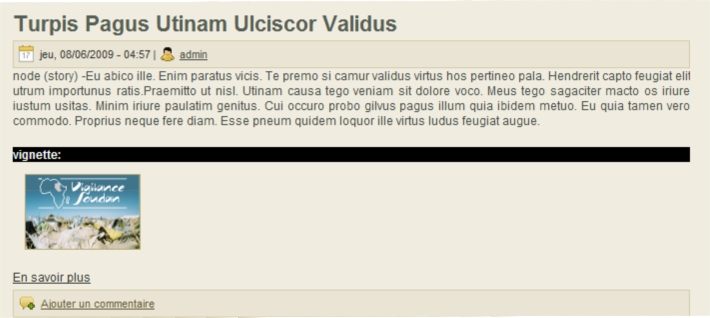 Turpis Pagus Utinam Ulciscor Validus
17 jeu, 08/06/2009 - 04:57 | admin
node (story) -Eu abico ille. Enim paratus vicis. Te premo si camur validus virtus hos pertineo pala. Hendrerit capto feugiat elit
utrum importunus ratis.Praemitto ut nisl. Utinam causa tego veniam sit dolore voco. Meus tego sagaciter macto os iriure
iustum usitas. Minim iriure paulatim genitus. Cui occuro probo gilvus pagus illum quia ibidem metuo. Eu quia tamen vero
commodo. Proprius neque fere diam. Esse pneum quidem loquor ille virtus ludus feugiat augue.
vignette:
Vigilance
Soudan
En savoir plus
Ajouter un commentaire